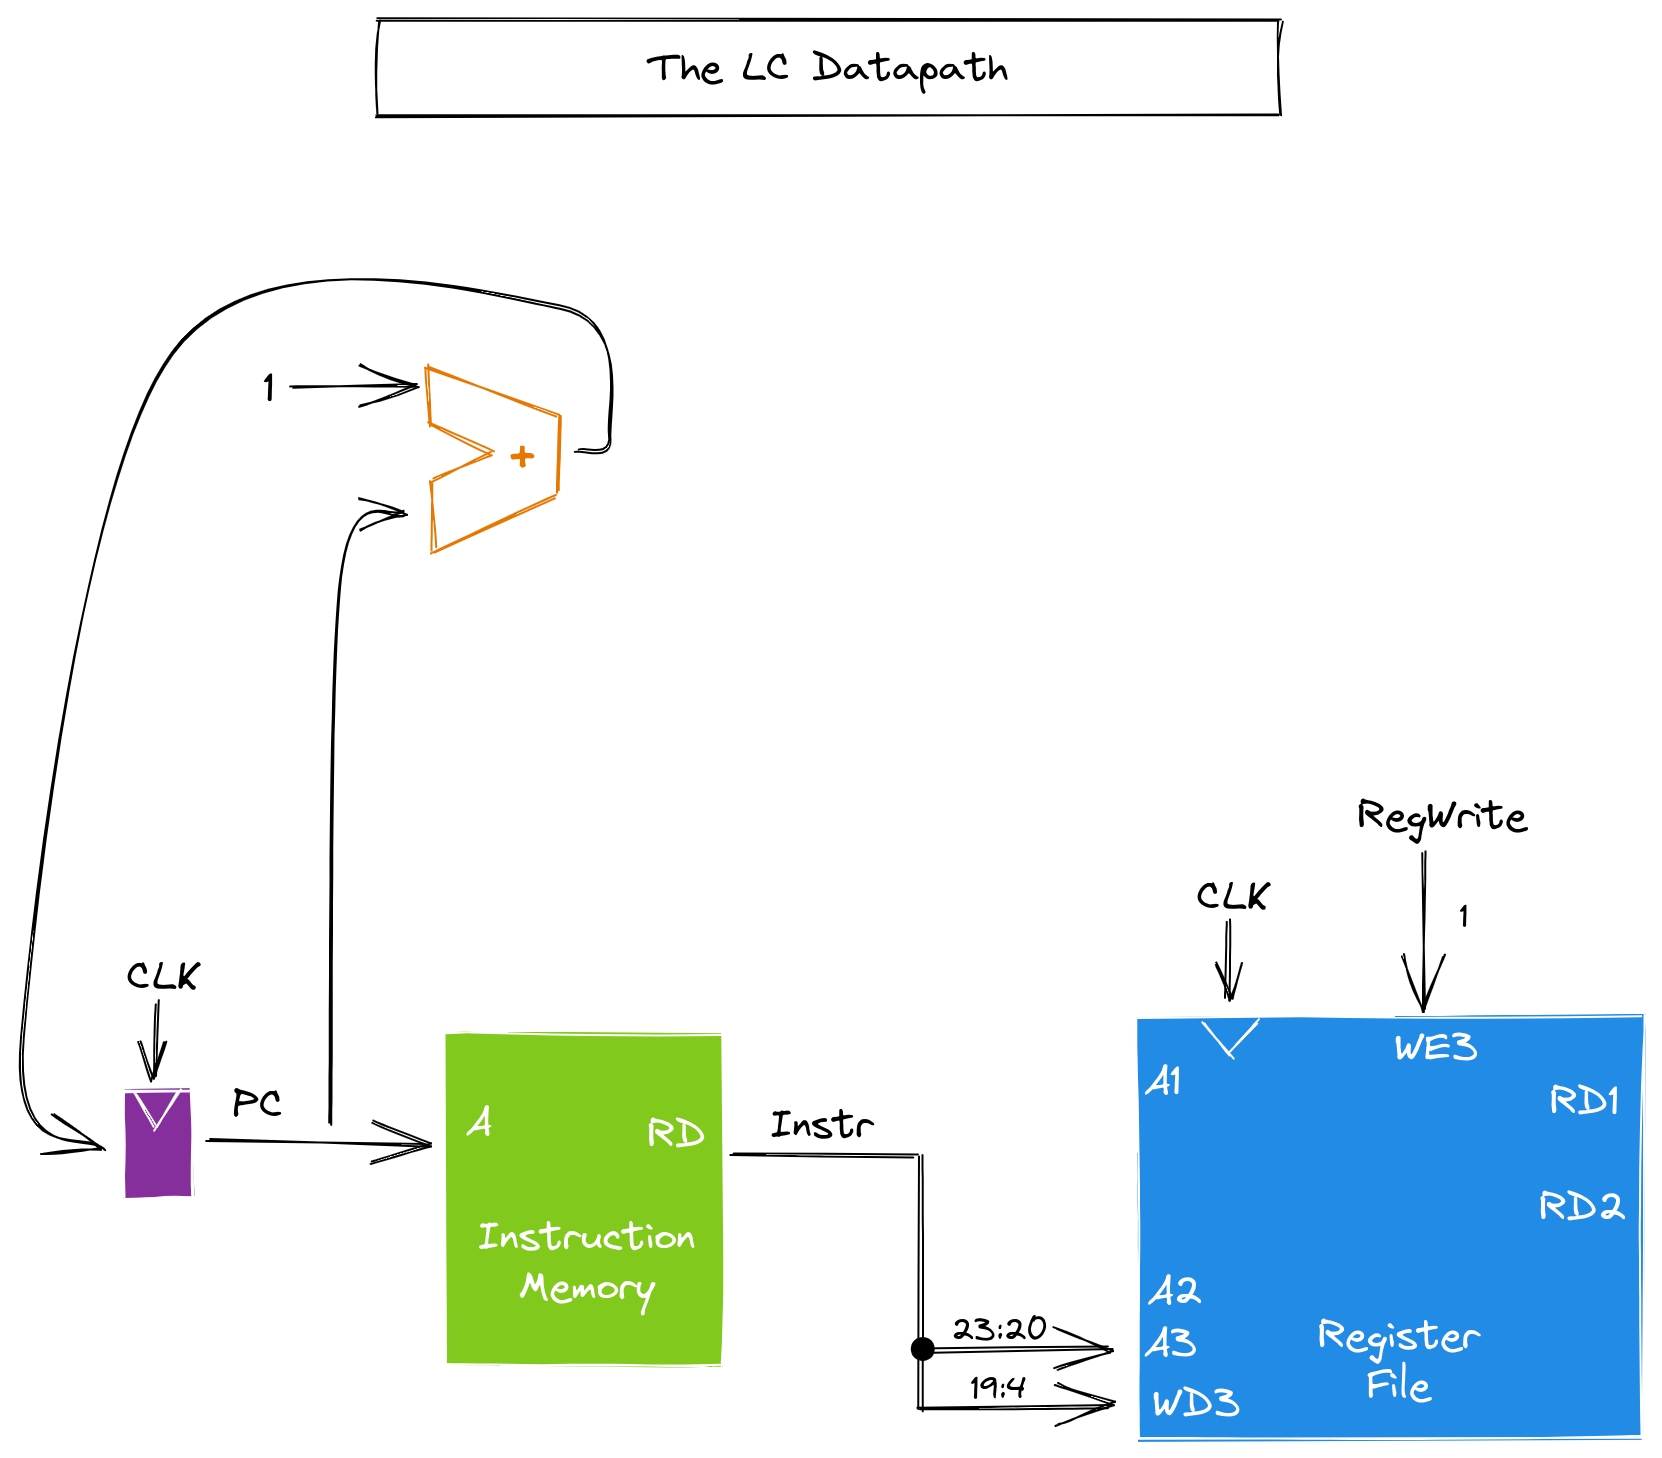 The LC Datapath
1
+
RegWrite
CLK
1
CLK
PC
WE3
A1
RD1
A
RD
Instr
RD2
Instruction
Memory
A2
23:20
A3
Register
File
19:4
WD3